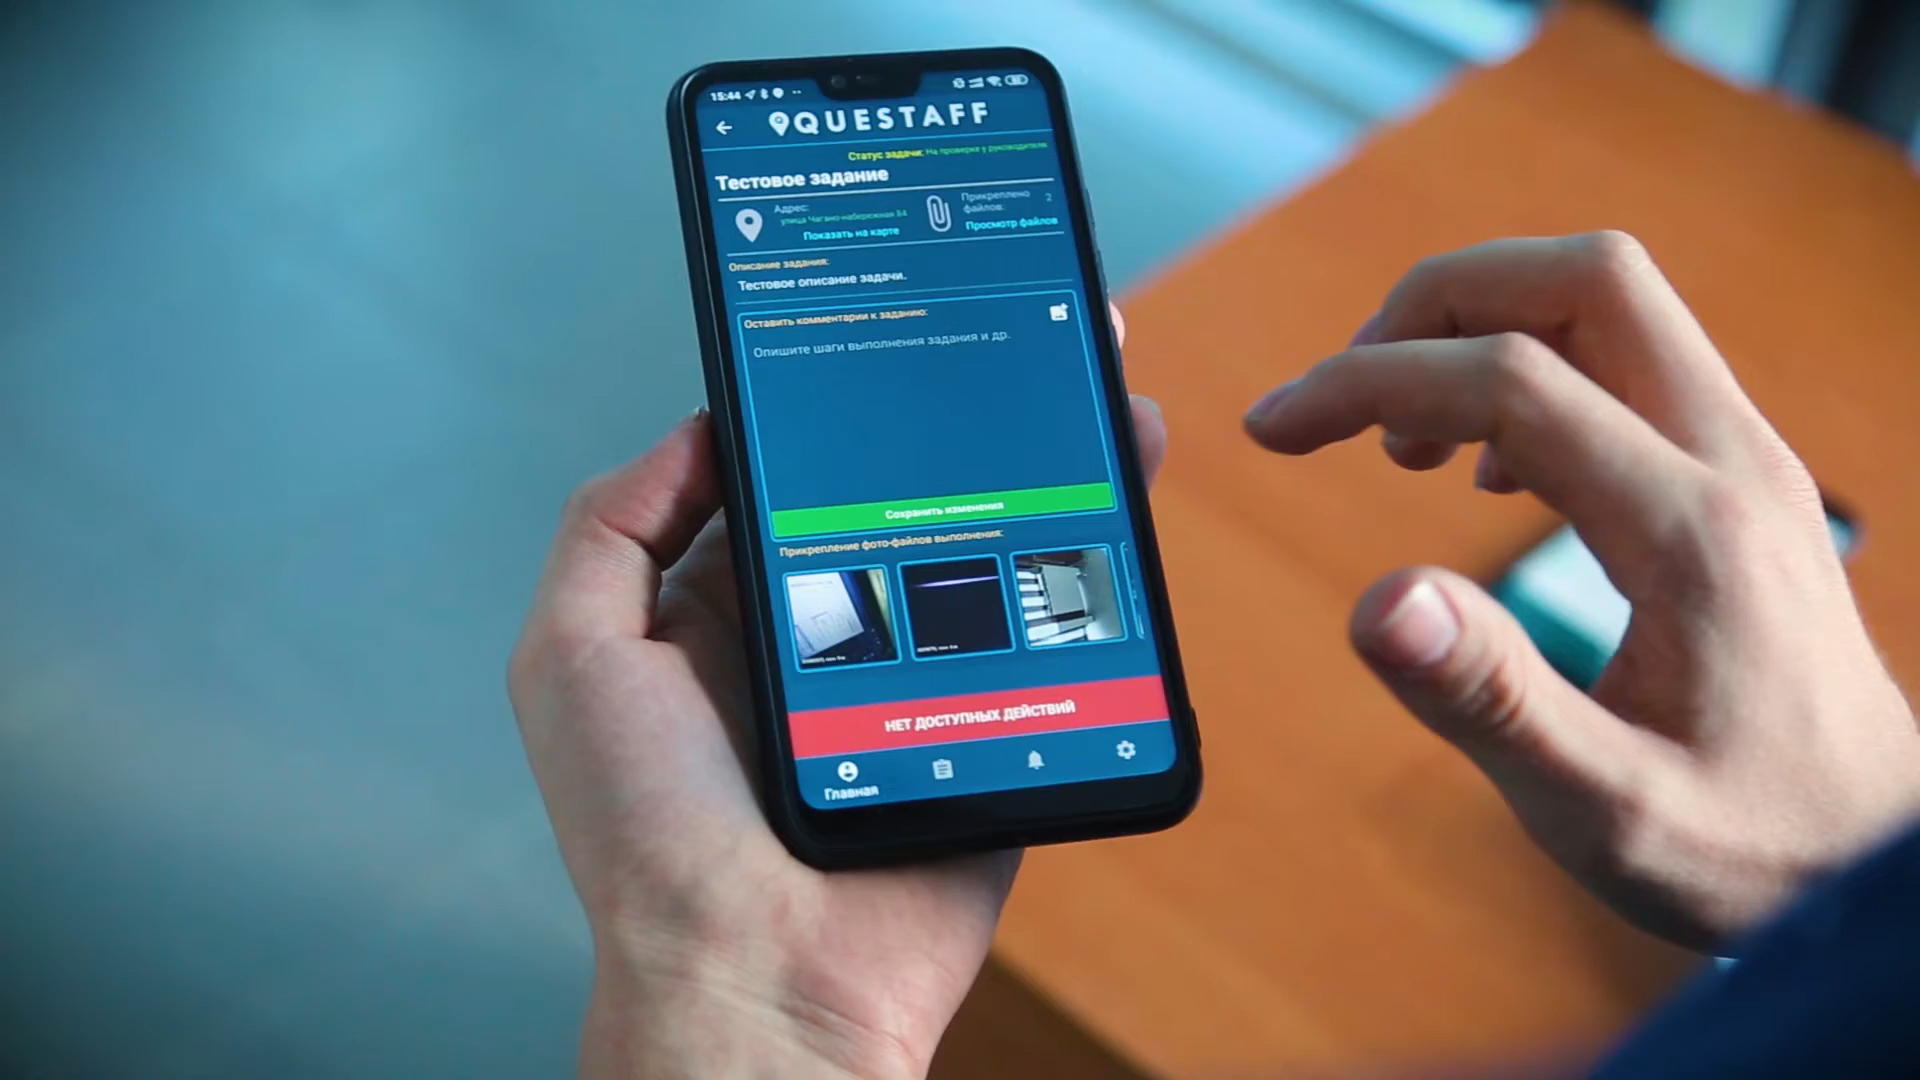 15:44
QUESTAFF
Статус задачи: На проверке у руководителя
Тестовое задание
Адрес:
улица Чагано-набережная 84
Показать на карте
Прикреплено
файлов: 2
Просмотр файлов
Описание задания:
Тестовое описание задачи.
Оставить комментарии к заданию:
Опишите шаги выполнения задания и др.
Сохранить изменения
Прикрепление фото-файлов выполнения:
НЕТ ДОСТУПНЫХ ДЕЙСТВИЙ
Главная